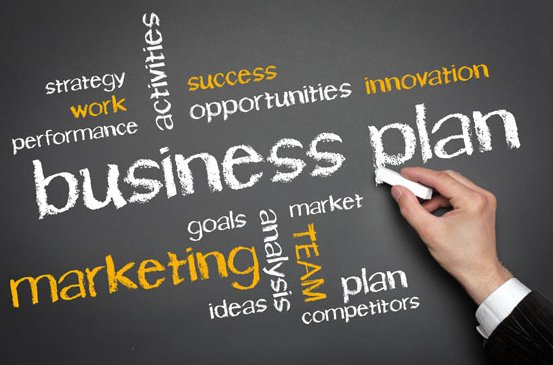 activities
strategy
success
innovation
work
opportunities
performance
business plan
goals
market
analysis
TEAM
marketing
plan
ideas
competitors